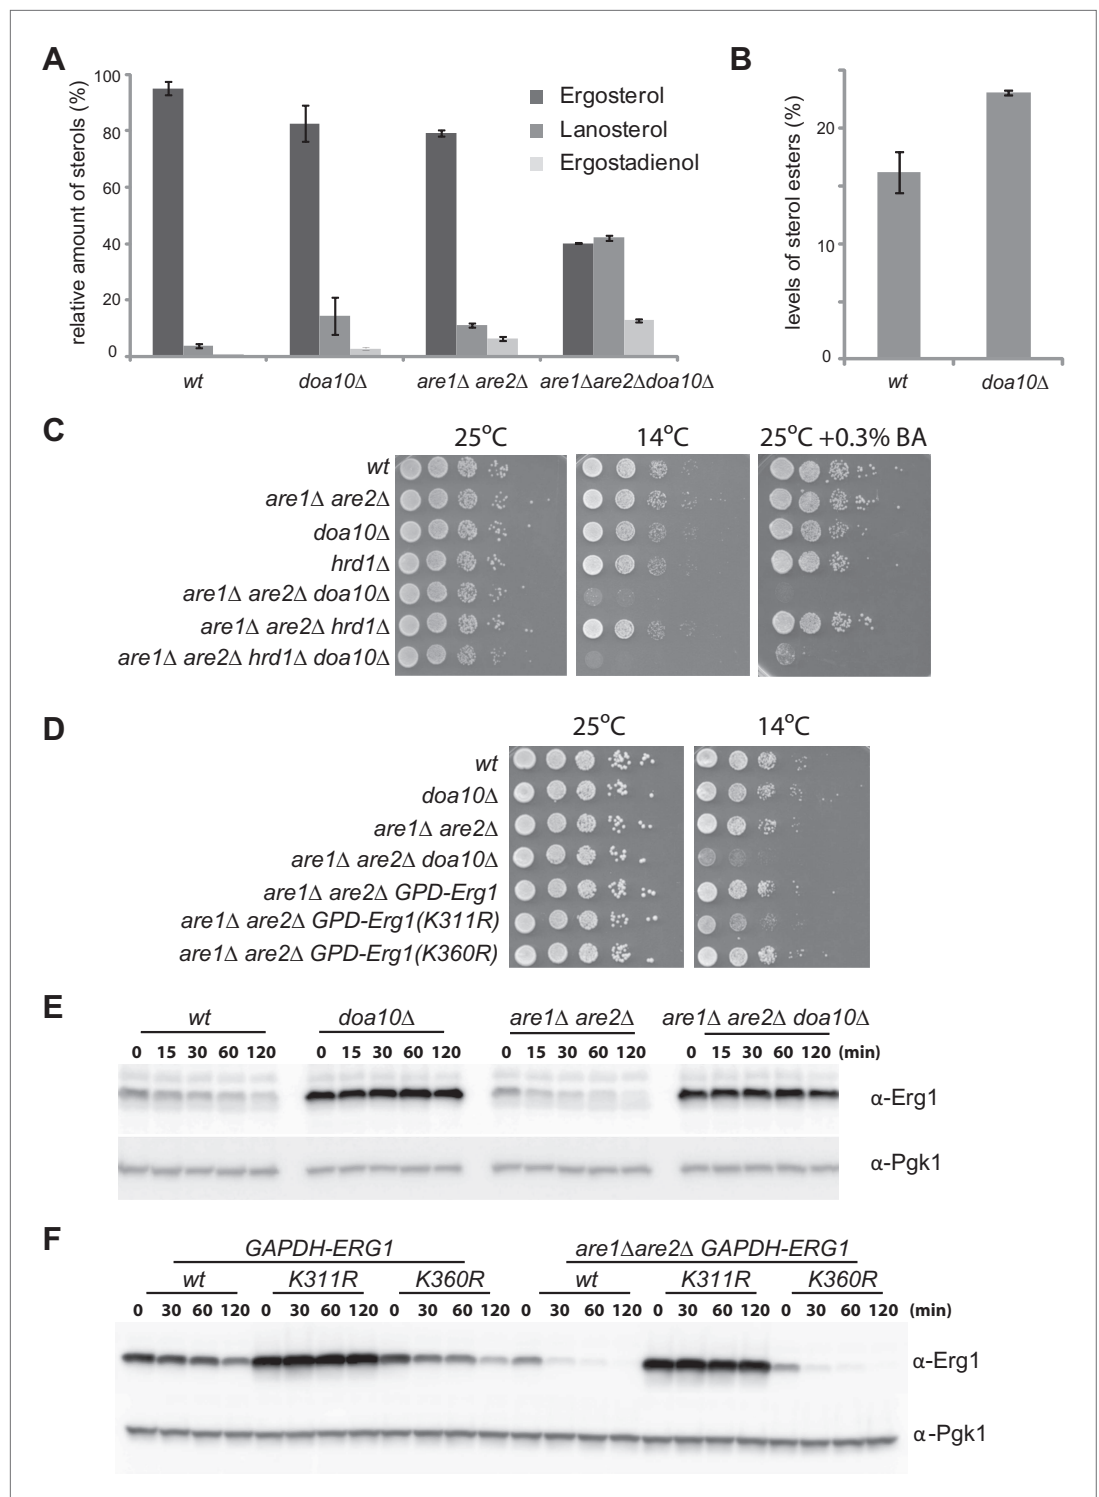 A
relative amount of sterols (%)
100
80
60
40
20
0
Ergosterol
Lanosterol
Ergostadienol
wt
doa10Δ
are1Δ are2Δ
are1Δare2Δdoa10Δ
B
levels of sterol esters (%)
20
10
0
wt
doa10Δ
C
25°C
14°C
25°C +0.3% BA
wt
are1Δ are2Δ
doa10Δ
hrd1Δ
are1Δ are2Δ doa10Δ
are1Δ are2Δ hrd1Δ
are1Δ are2Δ hrd1Δ doa10Δ
D
25°C
14°C
wt
doa10Δ
are1Δ are2Δ
are1Δ are2Δ doa10Δ
are1Δ are2Δ GPD-Erg1
are1Δ are2Δ GPD-Erg1(K311R)
are1Δ are2Δ GPD-Erg1(K360R)
E
wt doa10Δ are1Δ are2Δ are1Δ are2Δ doa10Δ
0 15 30 60 120 0 15 30 60 120 0 15 30 60 120 0 15 30 60 120 (min)
α-Erg1
α-Pgk1
F
GAPDH-ERG1 are1Δare2Δ GAPDH-ERG1
wt K311R K360R wt K311R K360R
0 30 60 120 0 30 60 120 0 30 60 120 0 30 60 120 0 30 60 120 0 30 60 120 (min)
α-Erg1
α-Pgk1